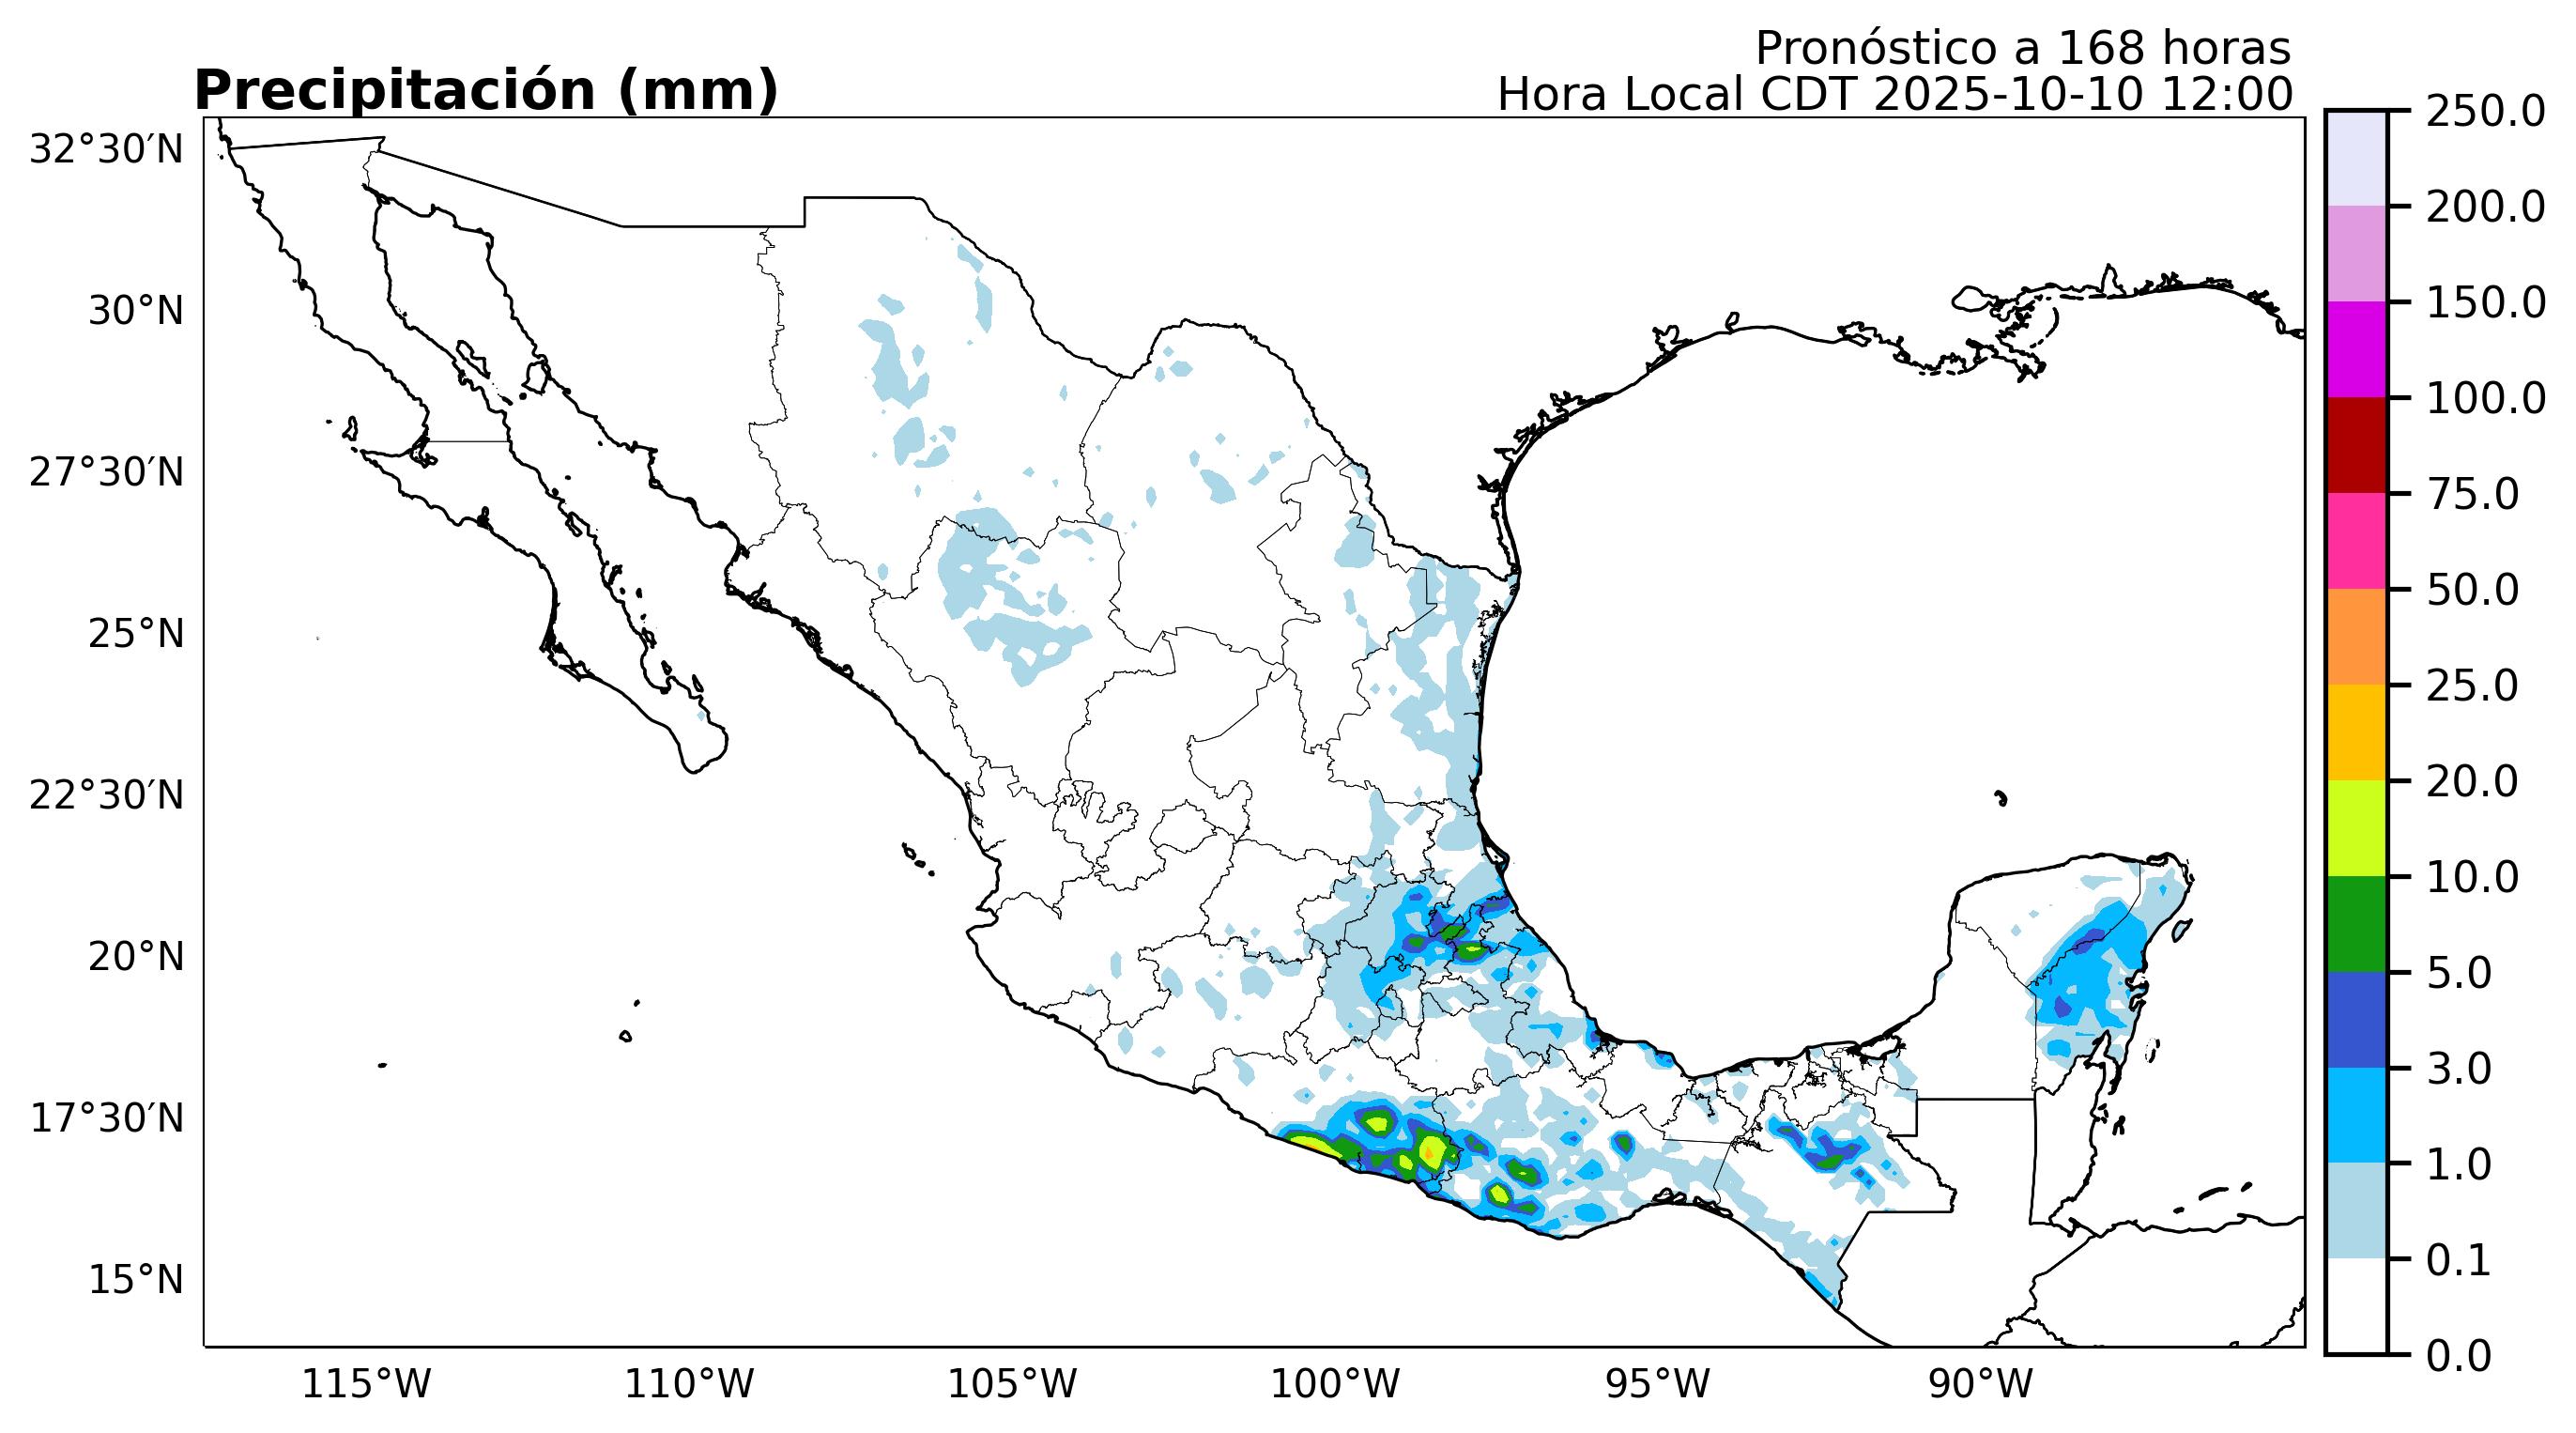 Pronóstico a 168 horas
Precipitación (mm)
Hora Local CDT 2025-10-10 12:00
32°30′N
30°N
27°30′N
25°N
22°30′N
20°N
17°30′N
15°N
115°W
110°W
105°W
100°W
95°W
90°W
250.0
200.0
150.0
100.0
75.0
50.0
25.0
20.0
10.0
5.0
3.0
1.0
0.1
0.0